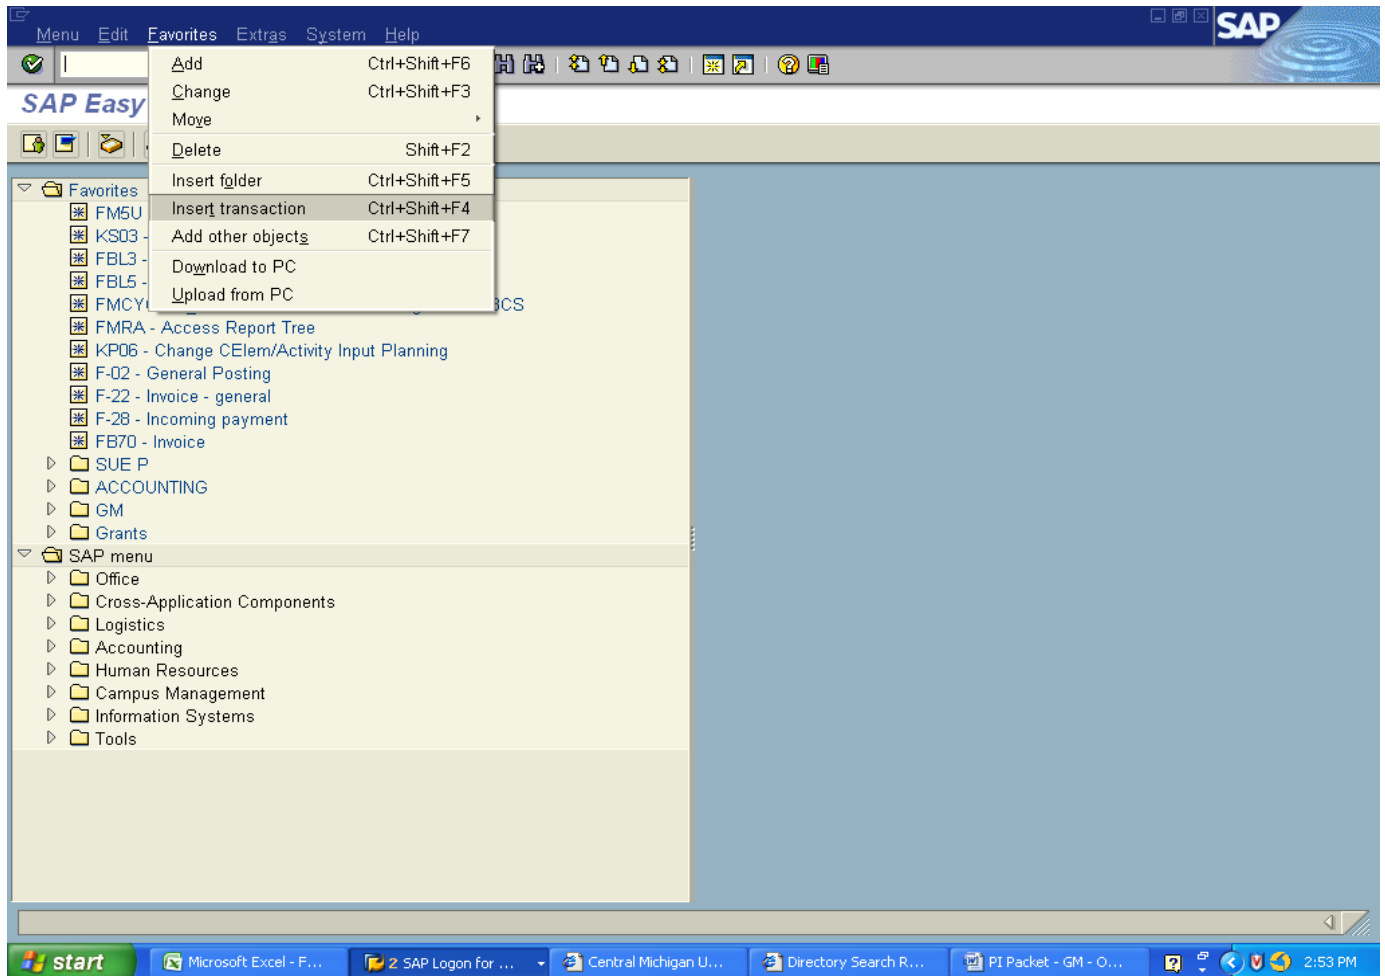 Menu Edit Favorites Extras System Help
SAP
Add Ctrl+Shift+F6
Change Ctrl+Shift+F3
Move
Delete Shift+F2
Insert folder Ctrl+Shift+F5
Insert transaction Ctrl+Shift+F4
Add other objects Ctrl+Shift+F7
Download to PC
Upload from PC
SAP Easy
Favorites
FM5U
KS03 -
FBL3 -
FBL5 -
FMCY BCS
FMRA - Access Report Tree
KP06 - Change CElem/Activity Input Planning
F-02 - General Posting
F-22 - Invoice - general
F-28 - Incoming payment
FB70 - Invoice
SUE P
ACCOUNTING
GM
Grants
SAP menu
Office
Cross-Application Components
Logistics
Accounting
Human Resources
Campus Management
Information Systems
Tools
start Microsoft Excel - F... 2 SAP Logon for ... Central Michigan U... Directory Search R... PI Packet - GM - O... 2:53 PM